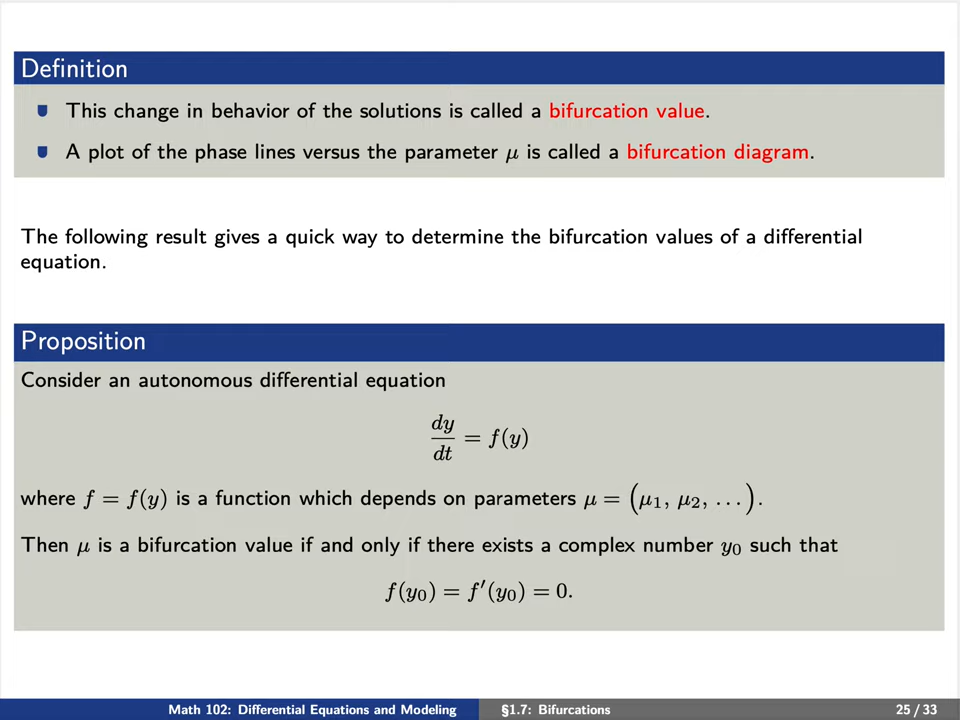 Definition
This change in behavior of the solutions is called a bifurcation value.
A plot of the phase lines versus the parameter μ is called a bifurcation diagram.
The following result gives a quick way to determine the bifurcation values of a differential
equation.
Proposition
Consider an autonomous differential equation
dy/dt = f(y)
where f = f(y) is a function which depends on parameters μ = (μ₁, μ₂, ...).
Then μ is a bifurcation value if and only if there exists a complex number y₀ such that
f(y₀) = f′(y₀) = 0.
Math 102: Differential Equations and Modeling §1.7: Bifurcations 25 / 33